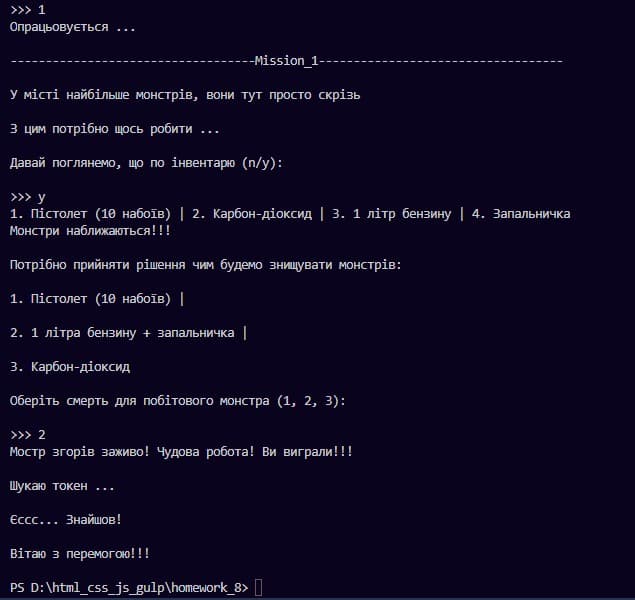 >>> 1
Опрацьовується ...
-----------------------------------Mission_1-----------------------------------
У місті найбільше монстрів, вони тут просто скрізь
З цим потрібно щось робити ...
Давай поглянемо, що по інвентарю (n/y):
>>> y
1. Пістолет (10 набоїв) | 2. Карбон-діоксид | 3. 1 літр бензину | 4. Запальничка
Монстри наближаються!!!
Потрібно прийняти рішення чим будемо знищувати монстрів:
1. Пістолет (10 набоїв) |
2. 1 літра бензину + запальничка |
3. Карбон-діоксид
Оберіть смерть для побітового монстра (1, 2, 3):
>>> 2
Мостр згорів заживо! Чудова робота! Ви виграли!!!
Шукаю токен ...
Єссс... Знайшов!
Вітаю з перемогою!!!
PS D:\html_css_js_gulp\homework_8>